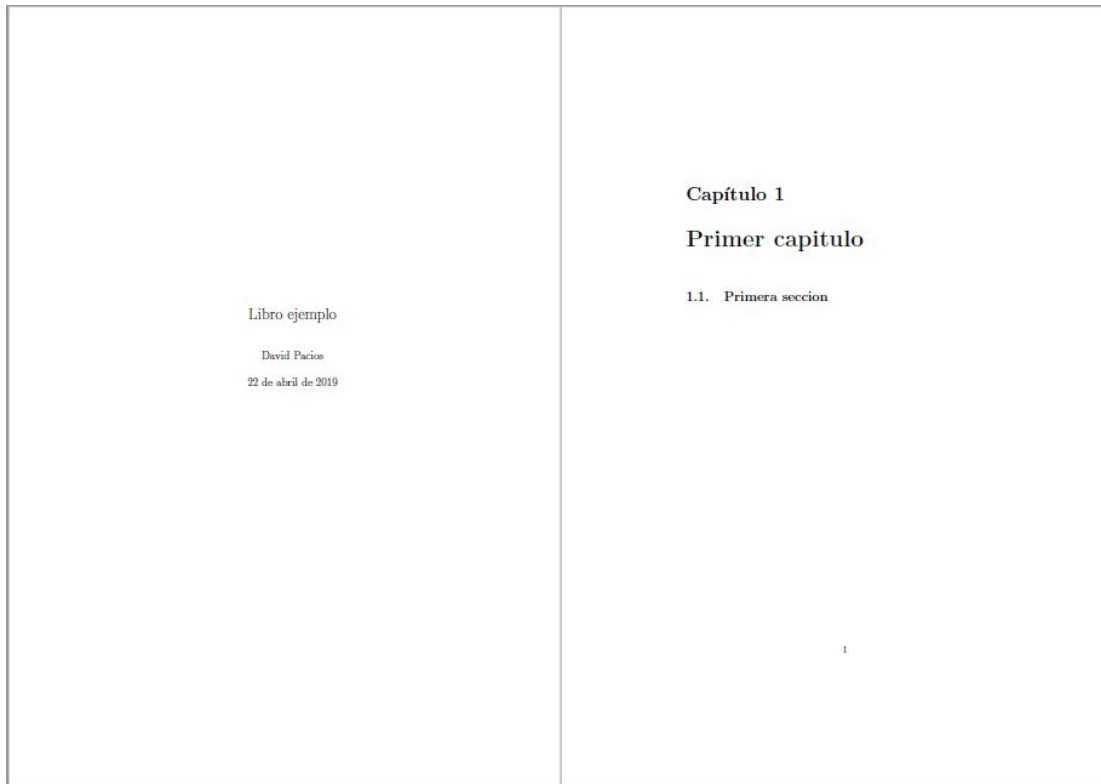 Libro ejemplo
David Pacios
22 de abril de 2019
Capítulo 1
Primer capitulo
1.1. Primera seccion
1